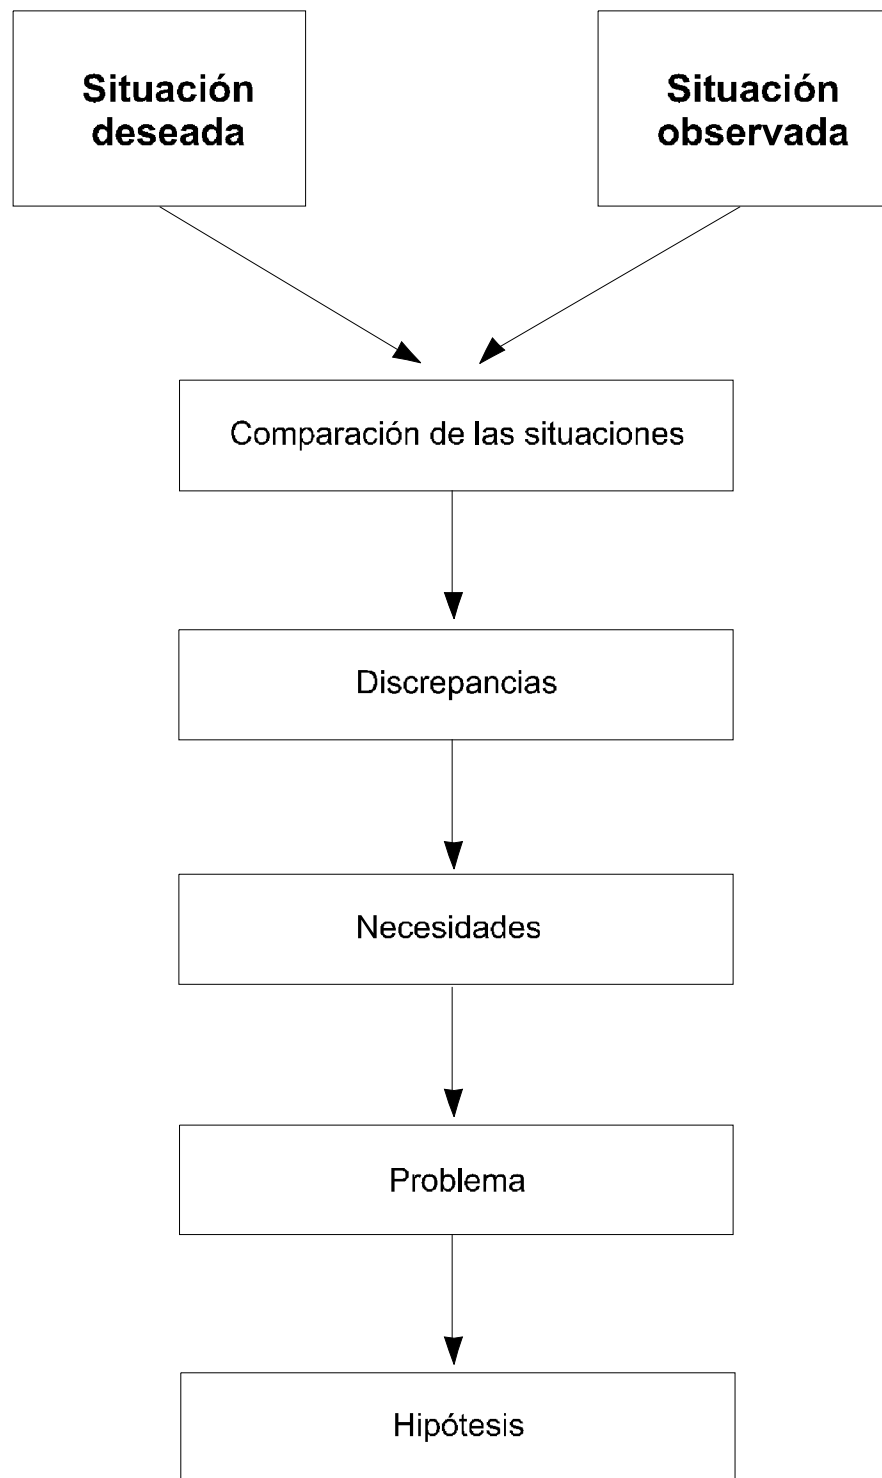 Situación
deseada
Situación
observada
Comparación de las situaciones
Discrepancias
Necesidades
Problema
Hipótesis